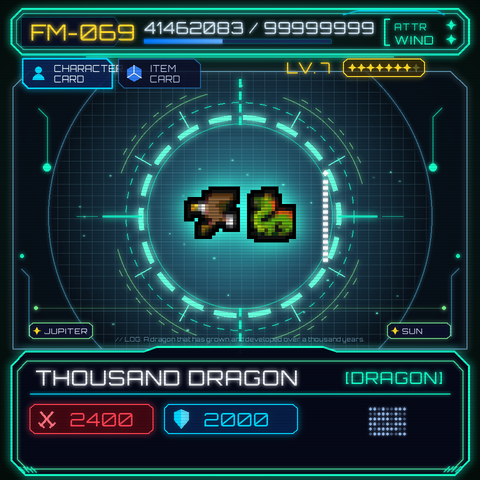 FM-069
41462083 / 99999999
ATTR
WIND
CHARACTER
CARD
ITEM
CARD
LV.7
JUPITER
SUN
// LOG: A dragon that has grown and developed over a thousand years
THOUSAND DRAGON
[DRAGON]
2400
2000